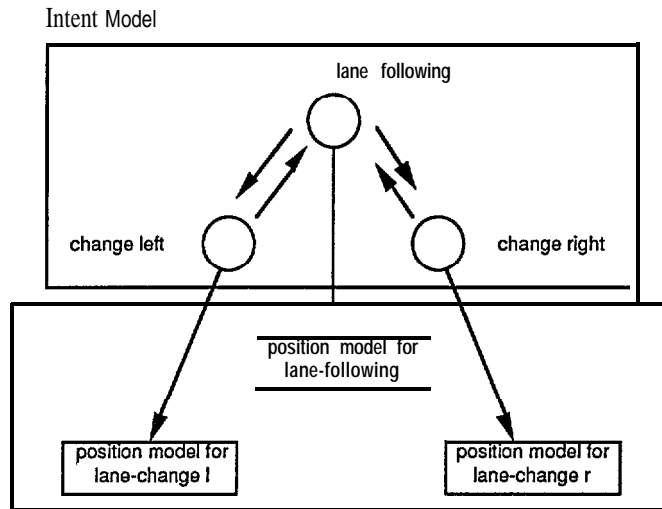 Intent Model
lane following
change left
change right
position model for
lane-following
position model for
lane-change l
position model for
lane-change r